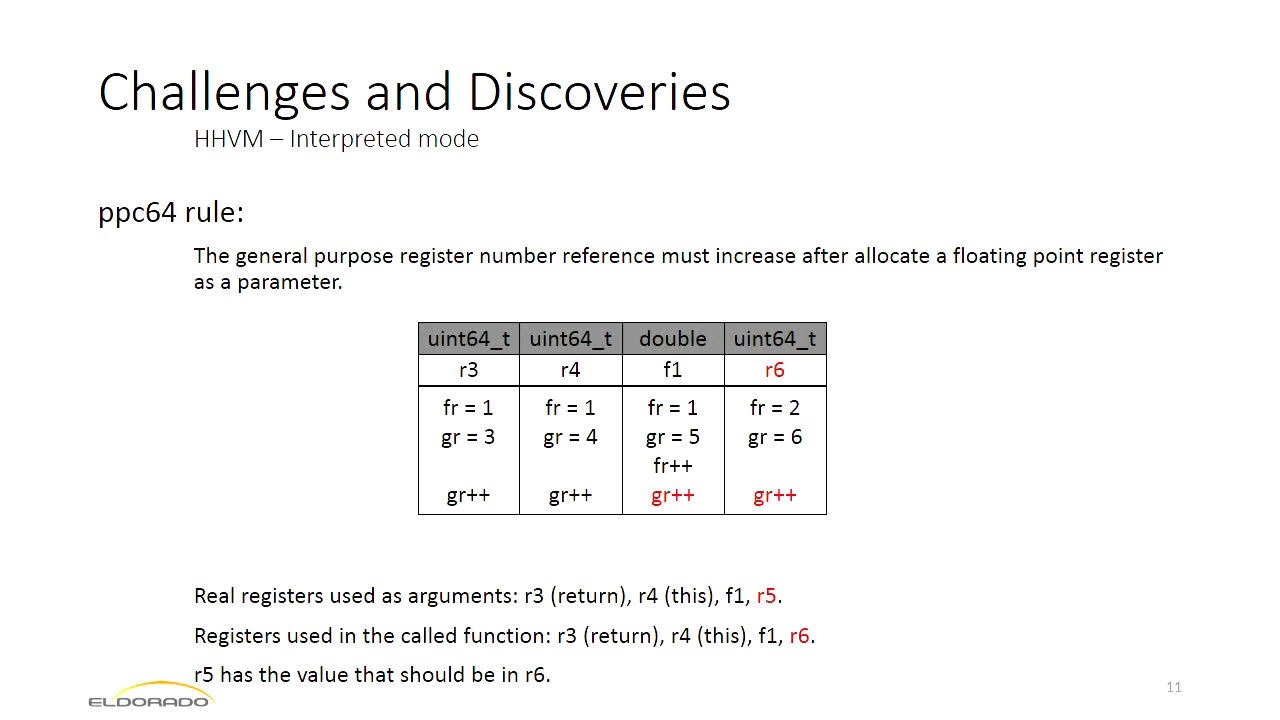 Challenges and Discoveries
HHVM – Interpreted mode
ppc64 rule:
The general purpose register number reference must increase after allocate a floating point register
as a parameter.
uint64_t uint64_t double uint64_t
r3 r4 f1 r6
fr = 1 fr = 1 fr = 1 fr = 2
gr = 3 gr = 4 gr = 5 gr = 6
fr++
gr++ gr++ gr++ gr++
Real registers used as arguments: r3 (return), r4 (this), f1, r5.
Registers used in the called function: r3 (return), r4 (this), f1, r6.
r5 has the value that should be in r6.
ELDORADO
11